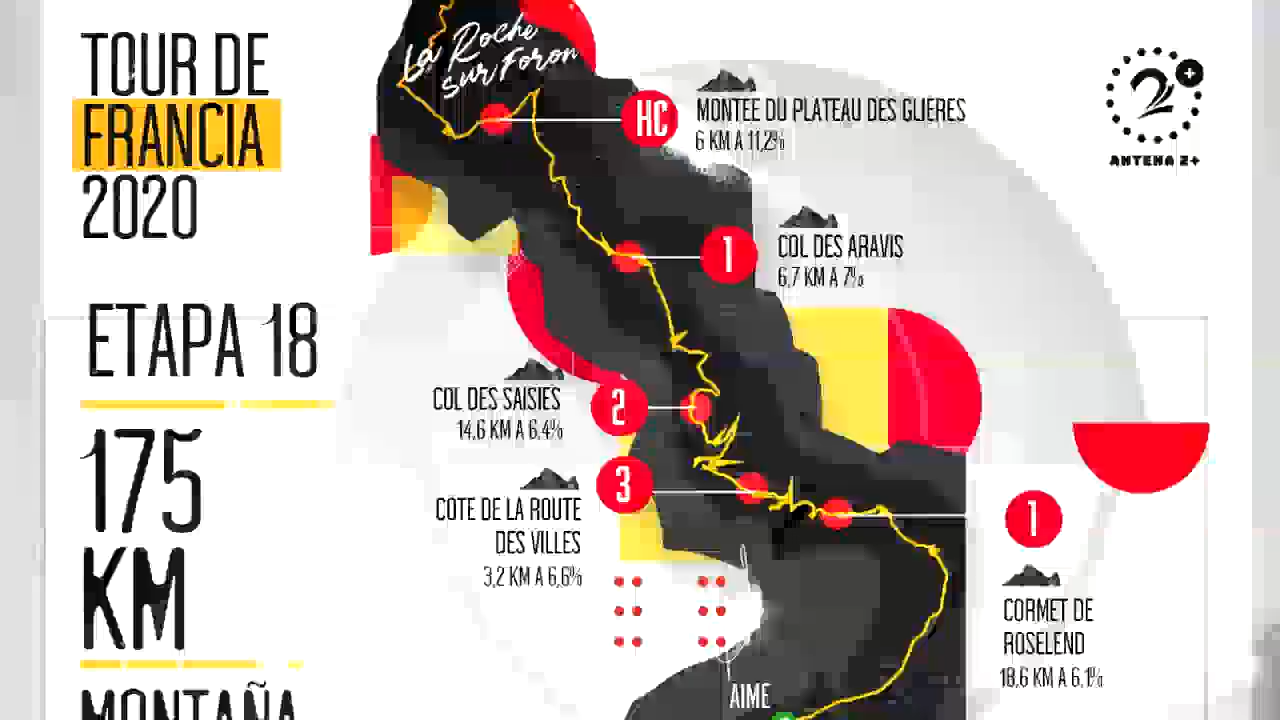 TOUR DE
FRANCIA
2020
ETAPA 18
175
KM
MONTAÑA
La Roche
sur Foron
HC
MONTEE DU PLATEAU DES GLIERES
6 KM A 11,2%
1
COL DES ARAVIS
6,7 KM A 7%
2
COL DES SAISIES
14,6 KM A 6,4%
3
COTE DE LA ROUTE
DES VILLES
3,2 KM A 6,6%
1
CORMET DE
ROSELEND
18,6 KM A 6,1%
AIME
2+
ANTENA 2+